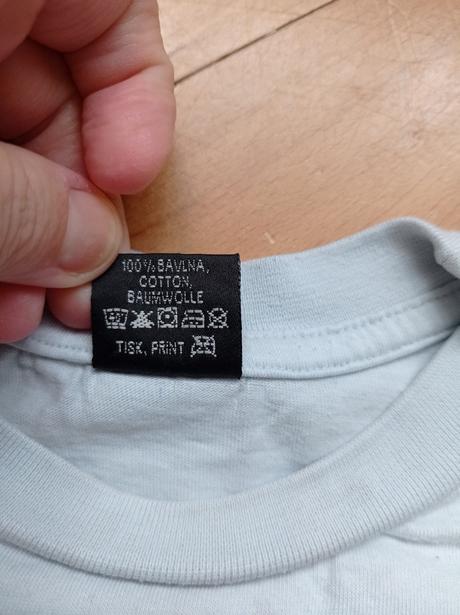 100% BAVLNA,
COTTON,
BAUMWOLLE
TISK, PRINT